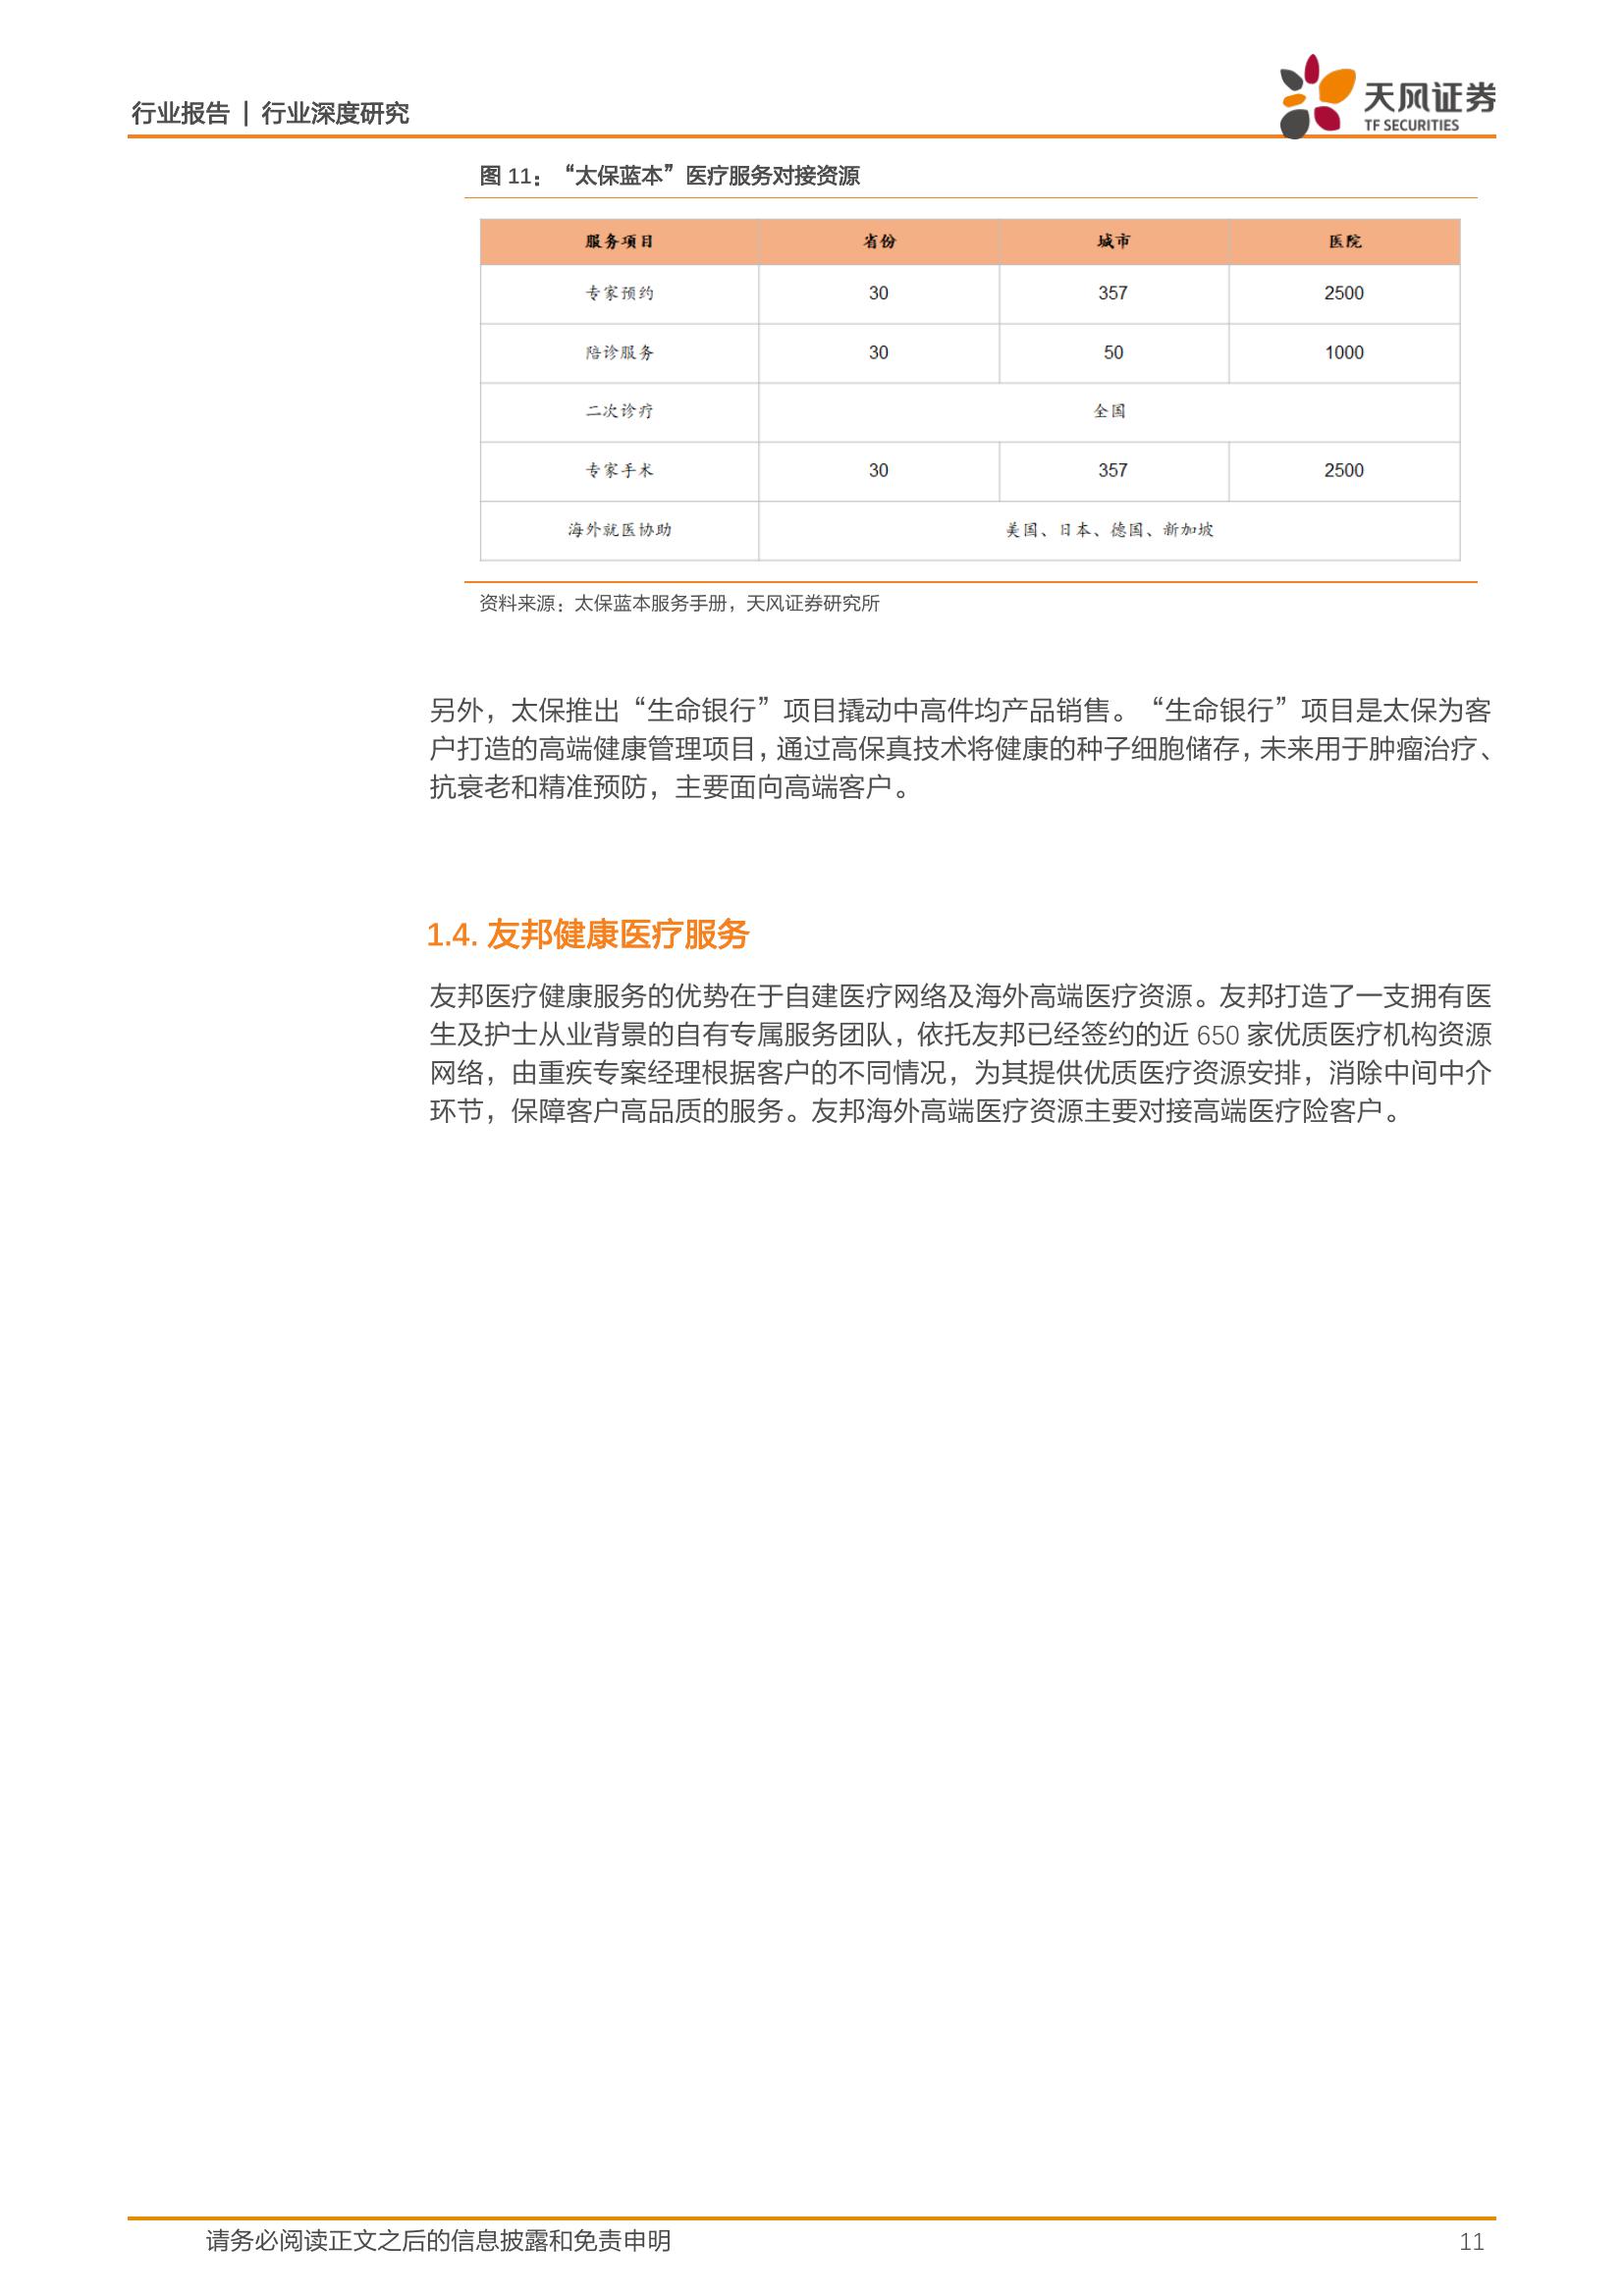 行业报告 | 行业深度研究
天风证券
TF SECURITIES
图 11：“太保蓝本”医疗服务对接资源
服务项目 省份 城市 医院
专家预约 30 357 2500
陪诊服务 30 50 1000
二次诊疗 全国
专家手术 30 357 2500
海外就医协助 美国、日本、德国、新加坡
资料来源：太保蓝本服务手册，天风证券研究所
另外，太保推出“生命银行”项目撬动中高件均产品销售。“生命银行”项目是太保为客
户打造的高端健康管理项目，通过高保真技术将健康的种子细胞储存，未来用于肿瘤治疗、
抗衰老和精准预防，主要面向高端客户。
1.4. 友邦健康医疗服务
友邦医疗健康服务的优势在于自建医疗网络及海外高端医疗资源。友邦打造了一支拥有医
生及护士从业背景的自有专属服务团队，依托友邦已经签约的近 650 家优质医疗机构资源
网络，由重疾专案经理根据客户的不同情况，为其提供优质医疗资源安排，消除中间中介
环节，保障客户高品质的服务。友邦海外高端医疗资源主要对接高端医疗险客户。
请务必阅读正文之后的信息披露和免责申明 11